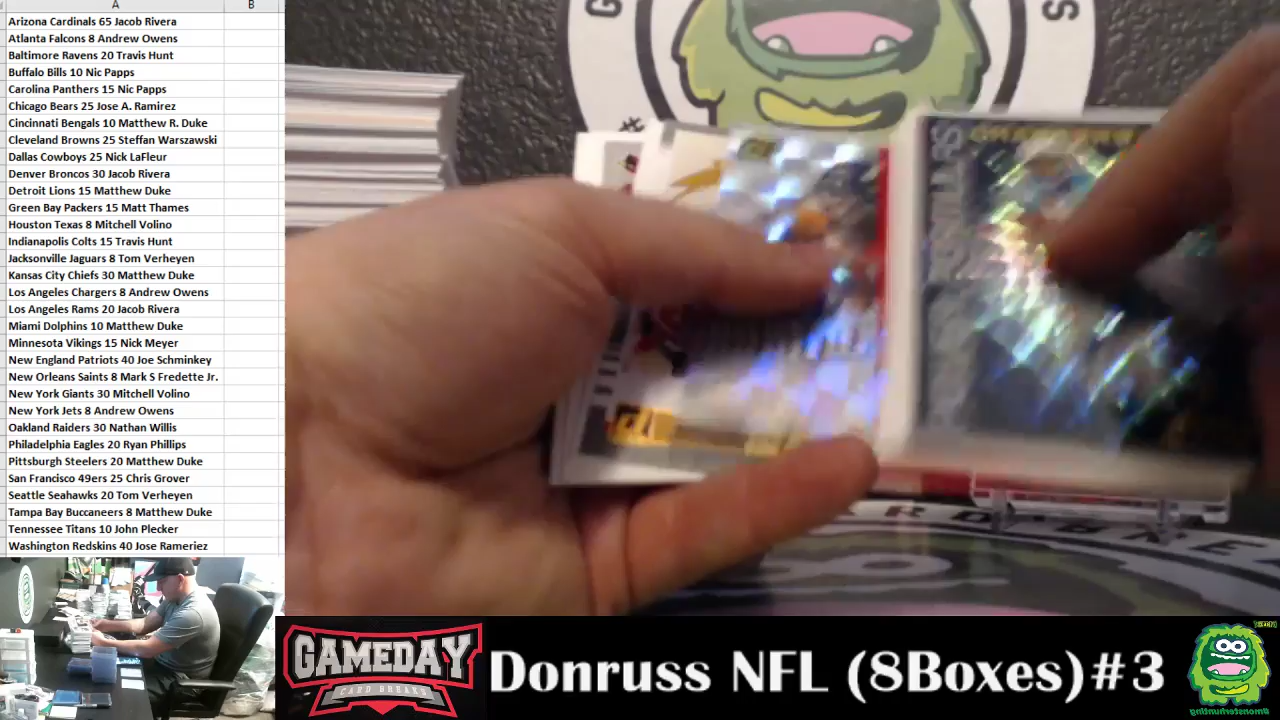 A B
Arizona Cardinals 65 Jacob Rivera
Atlanta Falcons 8 Andrew Owens
Baltimore Ravens 20 Travis Hunt
Buffalo Bills 10 Nic Papps
Carolina Panthers 15 Nic Papps
Chicago Bears 25 Jose A. Ramirez
Cincinnati Bengals 10 Matthew R. Duke
Cleveland Browns 25 Steffan Warszawski
Dallas Cowboys 25 Nick LaFleur
Denver Broncos 30 Jacob Rivera
Detroit Lions 15 Matthew Duke
Green Bay Packers 15 Matt Thames
Houston Texas 8 Mitchell Volino
Indianapolis Colts 15 Travis Hunt
Jacksonville Jaguars 8 Tom Verheyen
Kansas City Chiefs 30 Matthew Duke
Los Angeles Chargers 8 Andrew Owens
Los Angeles Rams 20 Jacob Rivera
Miami Dolphins 10 Matthew Duke
Minnesota Vikings 15 Nick Meyer
New England Patriots 40 Joe Schminkey
New Orleans Saints 8 Mark S Fredette Jr.
New York Giants 30 Mitchell Volino
New York Jets 8 Andrew Owens
Oakland Raiders 30 Nathan Willis
Philadelphia Eagles 20 Ryan Phillips
Pittsburgh Steelers 20 Matthew Duke
San Francisco 49ers 25 Chris Grover
Seattle Seahawks 20 Tom Verheyen
Tampa Bay Buccaneers 8 Matthew Duke
Tennessee Titans 10 John Plecker
Washington Redskins 40 Jose Rameriez
GAMEDAY
CARD BREAKS
Donruss NFL (8Boxes)#3
#monsterhunting